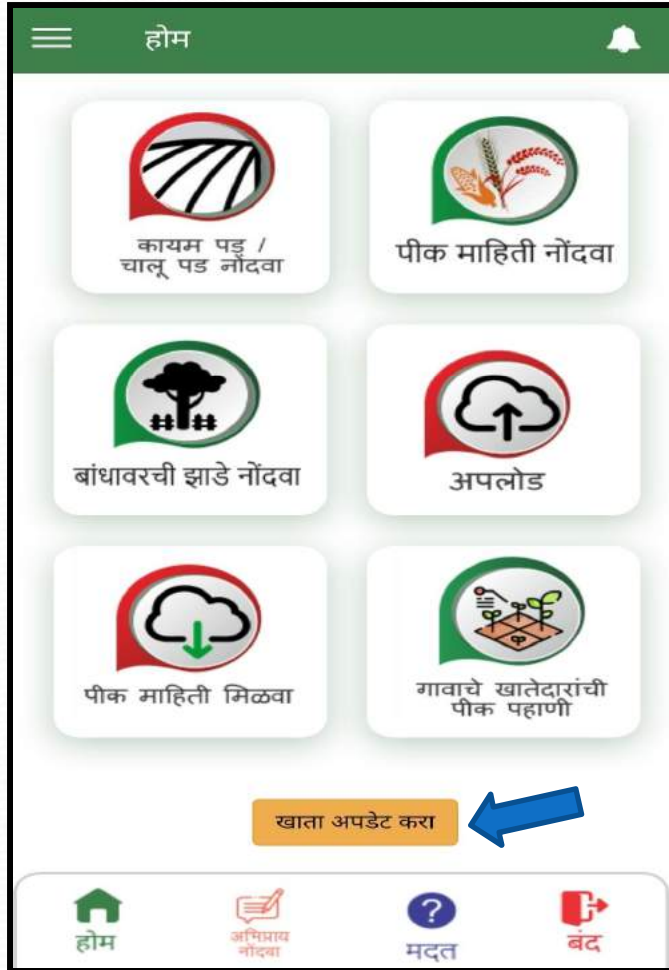 होम
कायम पड /
चालू पड नोंदवा
पीक माहिती नोंदवा
बांधावरची झाडे नोंदवा
अपलोड
पीक माहिती मिळवा
गावाचे खातेदारांची
पीक पहाणी
खाता अपडेट करा
होम
अभिप्राय
नोंदवा
मदत
बंद